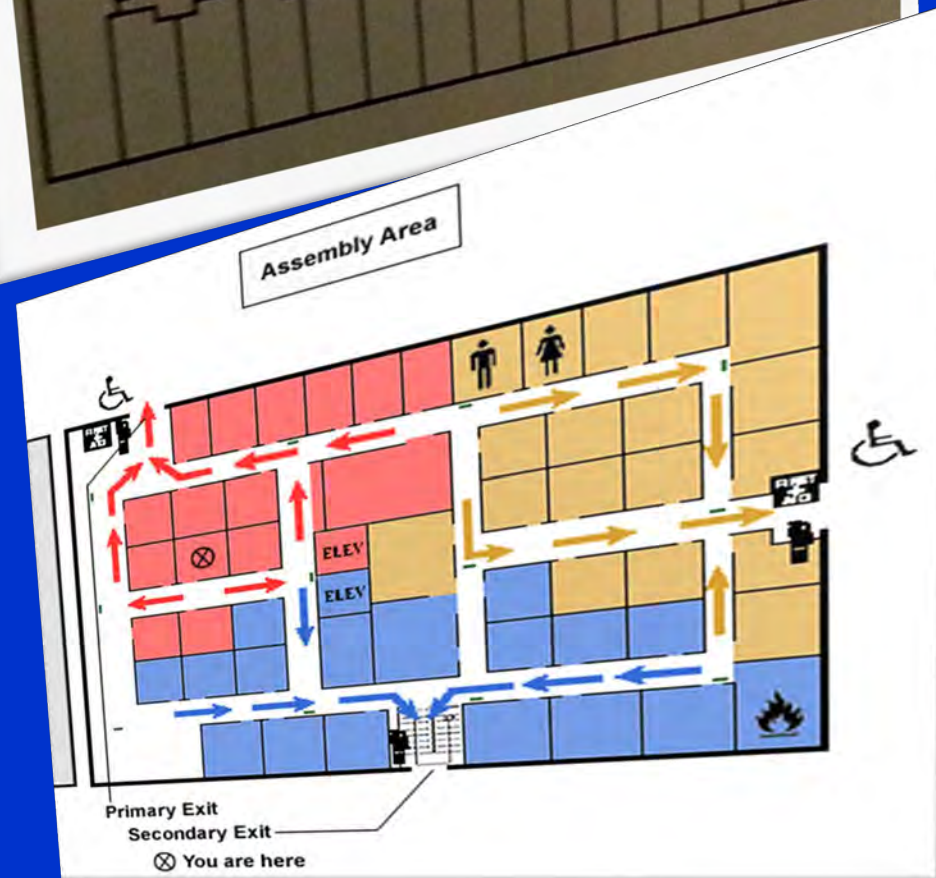 Assembly Area
ELEV
ELEV
Primary Exit
Secondary Exit
You are here